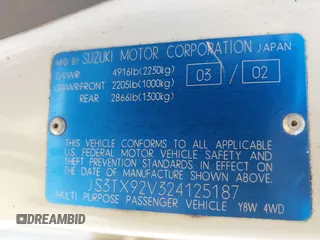 MFD BY SUZUKI MOTOR CORPORATION JAPAN
GVWR 4916lb(2230kg) 03 / 02
GAWRFRONT 2205lb(1000kg)
REAR 2866lb(1300kg)
THIS VEHICLE CONFORMS TO ALL APPLICABLE
U.S. FEDERAL MOTOR VEHICLE SAFETY AND
THEFT PREVENTION STANDARDS IN EFFECT
ON THE DATE OF MANUFACTURE SHOWN ABOVE.
JS3TX92V324125187
MULTI PURPOSE PASSENGER VEHICLE Y8W 4WD
DREAMBID